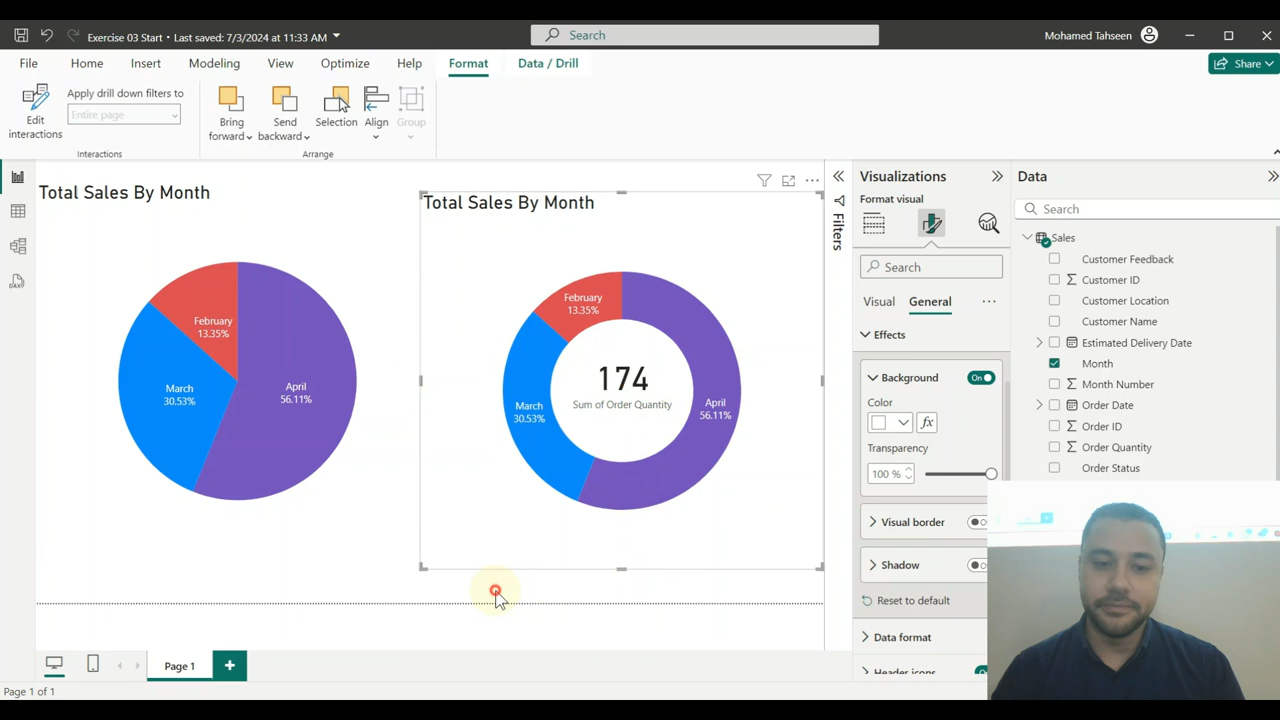 Exercise 03 Start • Last saved: 7/3/2024 at 11:33 AM
Search
Mohamed Tahseen
File
Home
Insert
Modeling
View
Optimize
Help
Format
Data / Drill
Share
Edit
interactions
Apply drill down filters to
Entire page
Interactions
Bring
forward
Send
backward
Selection
Align
Group
Arrange
Total Sales By Month
February
13.35%
March
30.53%
April
56.11%
Total Sales By Month
February
13.35%
174
Sum of Order Quantity
March
30.53%
April
56.11%
Filters
Visualizations
Format visual
Search
Visual
General
Effects
Background
On
Color
fx
Transparency
100 %
Visual border
Shadow
Reset to default
Data format
Header icons
Data
Search
Sales
Customer Feedback
Customer ID
Customer Location
Customer Name
Estimated Delivery Date
Month
Month Number
Order Date
Order ID
Order Quantity
Order Status
Page 1
Page 1 of 1